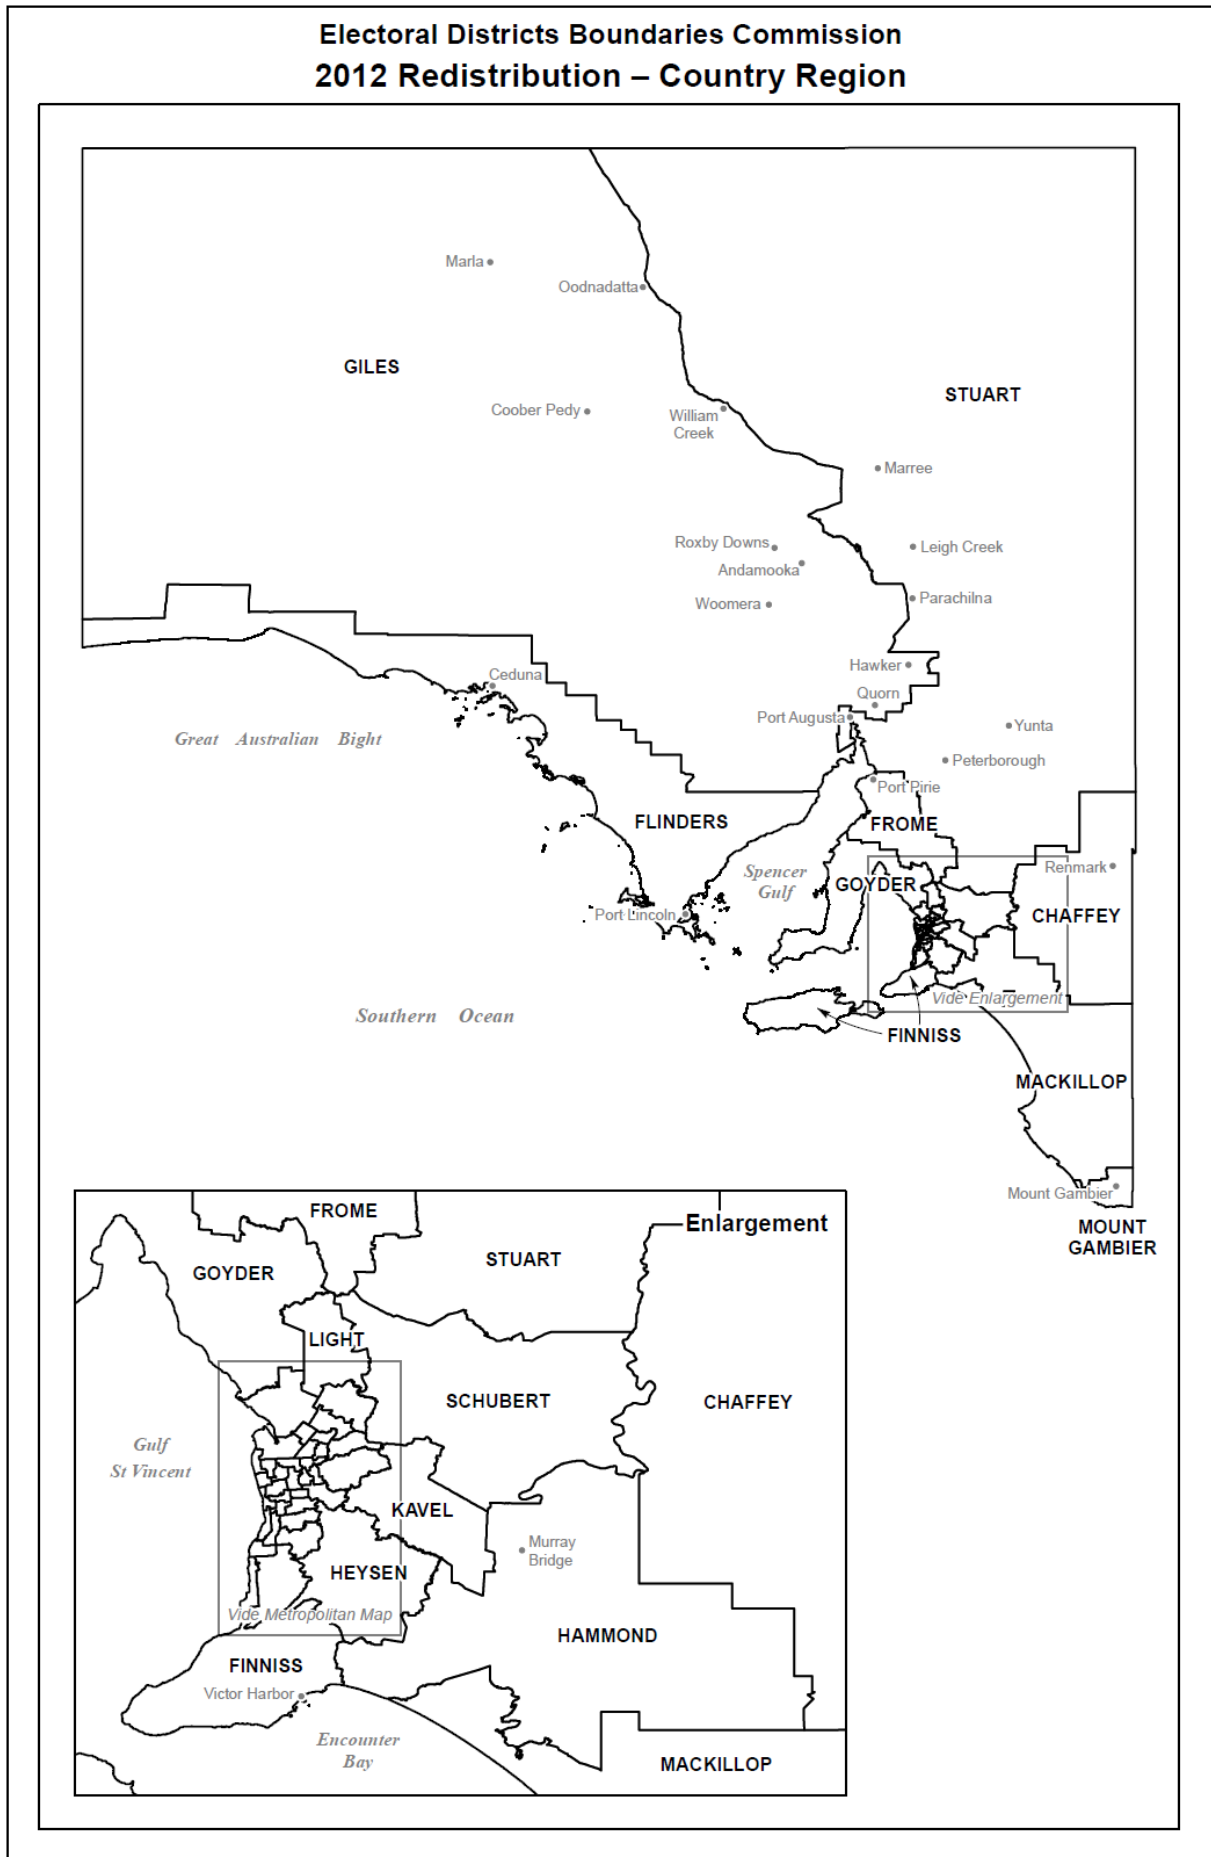 Electoral Districts Boundaries Commission
2012 Redistribution – Country Region
Marla
Oodnadatta
GILES
STUART
Coober Pedy
William
Creek
Marree
Roxby Downs
Leigh Creek
Andamooka
Woomera
Parachilna
Hawker
Ceduna
Quorn
Port Augusta
Yunta
Great Australian Bight
Peterborough
Port Pirie
FLINDERS
FROME
Renmark
Spencer
Gulf
GOYDER
Port Lincoln
CHAFFEY
Vide Enlargement
Southern Ocean
FINNISS
MACKILLOP
Mount Gambier
MOUNT
GAMBIER
Enlargement
FROME
STUART
GOYDER
LIGHT
SCHUBERT
CHAFFEY
Gulf
St Vincent
KAVEL
Murray
Bridge
HEYSEN
Vide Metropolitan Map
HAMMOND
FINNISS
Victor Harbor
Encounter
Bay
MACKILLOP